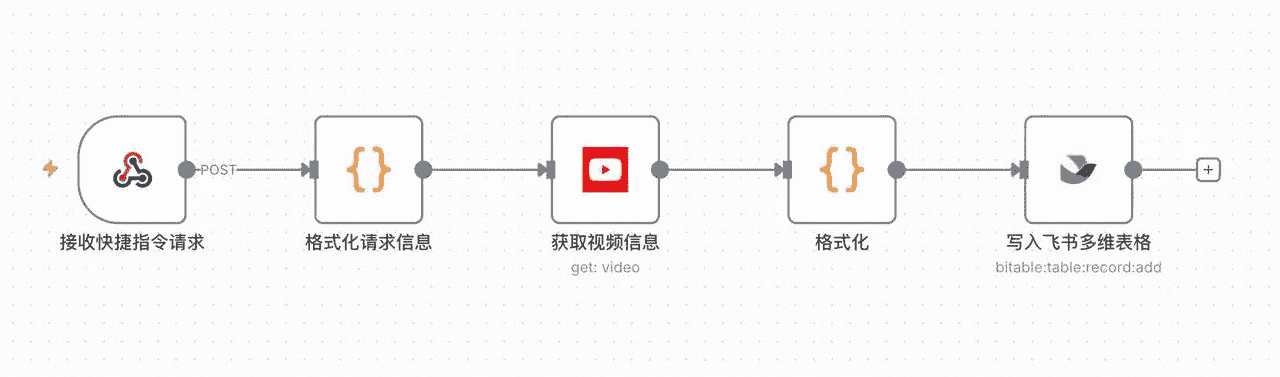 POST
接收快捷指令请求
格式化请求信息
获取视频信息
get: video
格式化
写入飞书多维表格
bitable:table:record:add